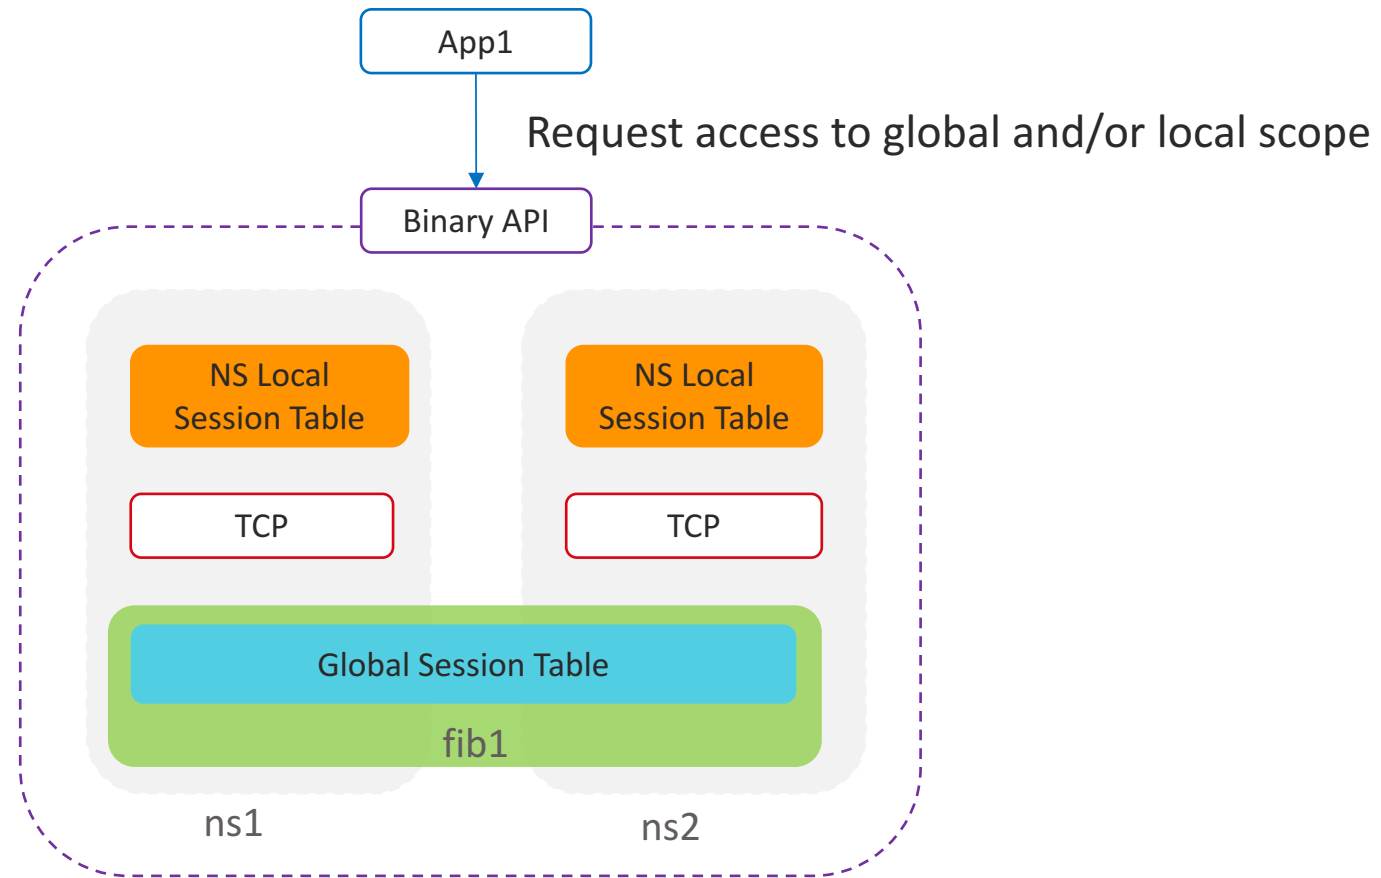 App1
Request access to global and/or local scope
Binary API
NS Local
Session Table
NS Local
Session Table
TCP
TCP
Global Session Table
fib1
ns1
ns2